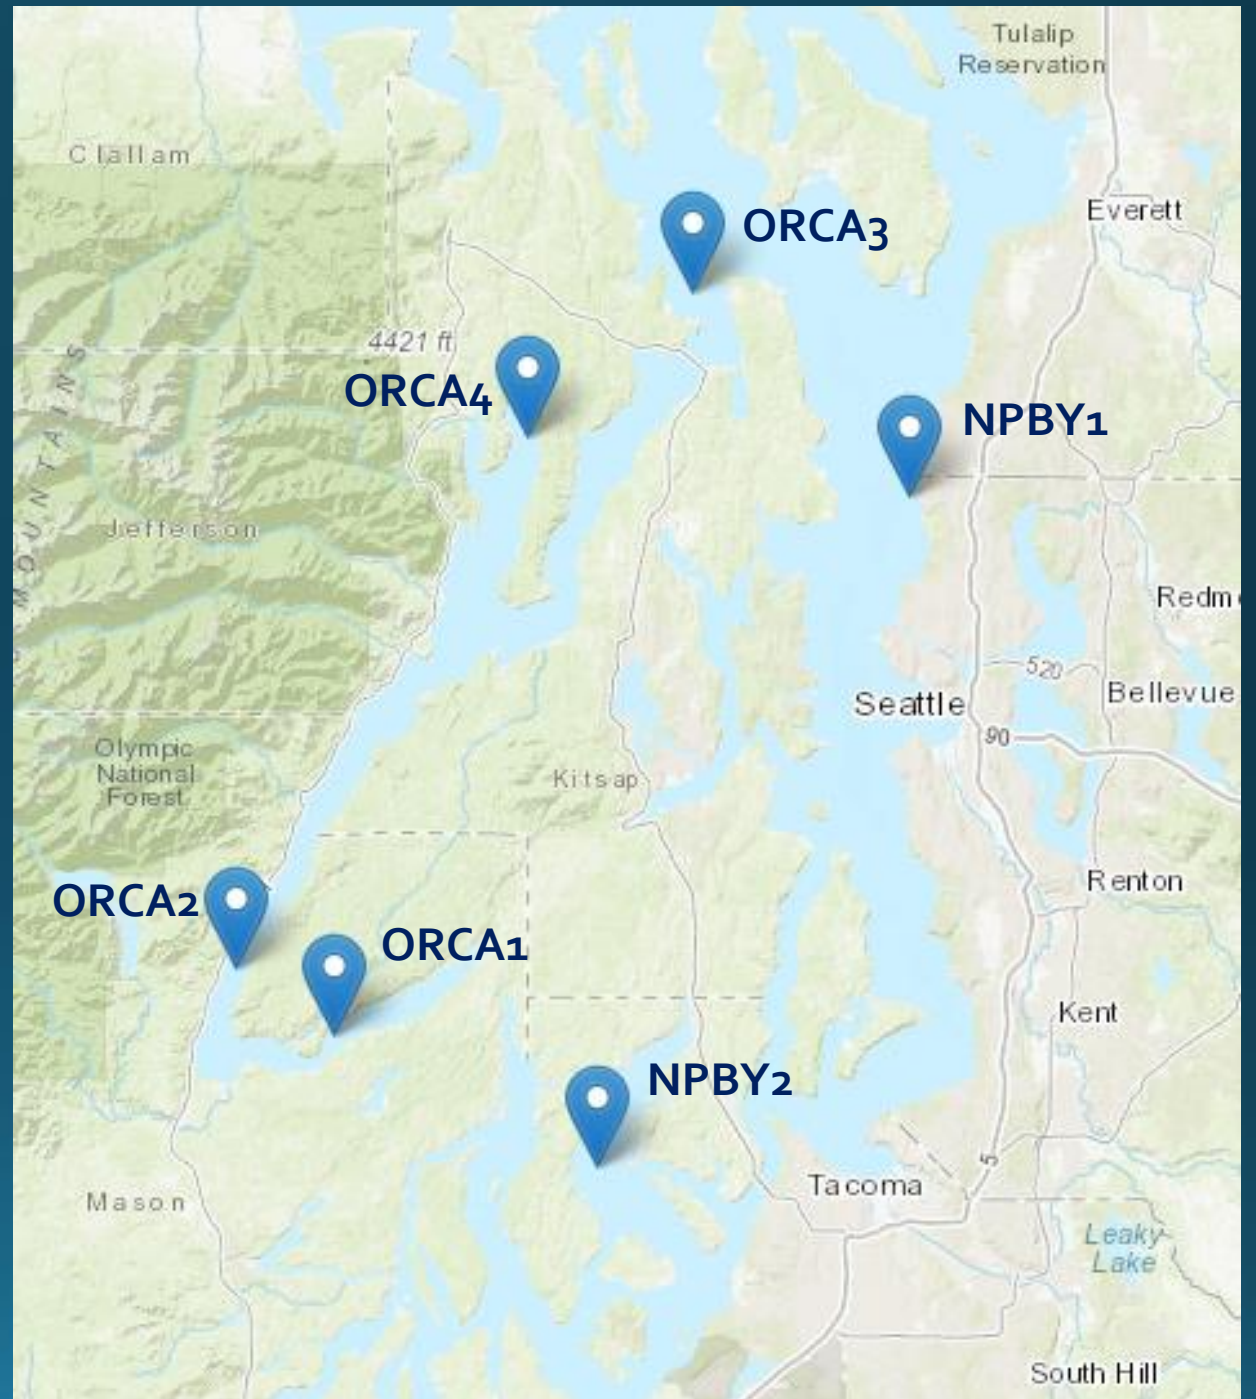 Tulalip
Reservation
Clallam
Everett
ORCA3
4421 ft
ORCA4
NPBY1
MOUNTAINS
Jefferson
Redm
520
Seattle
Bellevue
90
Olympic
National
Forest
Kitsap
Renton
ORCA2
ORCA1
Kent
NPBY2
5
Tacoma
Mason
Leaky
Lake
South Hill